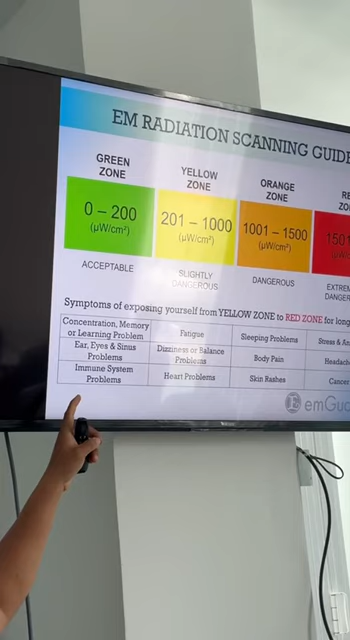 EM RADIATION SCANNING GUIDE
GREEN
ZONE
YELLOW
ZONE
ORANGE
ZONE
0 – 200
(µW/cm²)
201 – 1000
(µW/cm²)
1001 – 1500
(µW/cm²)
1501
ACCEPTABLE
SLIGHTLY
DANGEROUS
DANGEROUS
Symptoms of exposing yourself from YELLOW ZONE to RED ZONE for
Concentration, Memory
or Learning Problem
Fatigue
Sleeping Problems
Stress &
Ear, Eyes & Sinus
Problems
Dizziness or Balance
Problems
Body Pain
Immune System
Problems
Heart Problems
Skin Rashes
Cancer